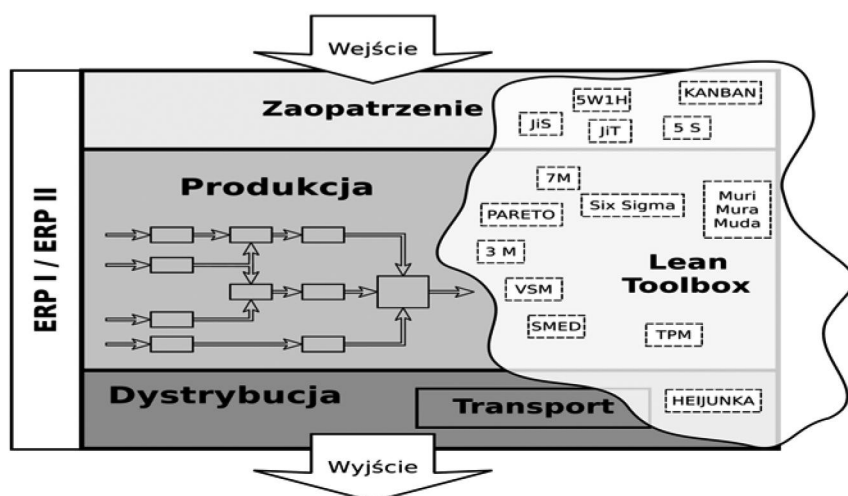 Wejście
ERP I / ERP II
Zaopatrzenie
5W1H
KANBAN
JiS
JiT
5 S
Produkcja
7M
Six Sigma
Muri
Mura
Muda
PARETO
3 M
Lean
Toolbox
VSM
SMED
TPM
Dystrybucja
Transport
HEIJUNKA
Wyjście